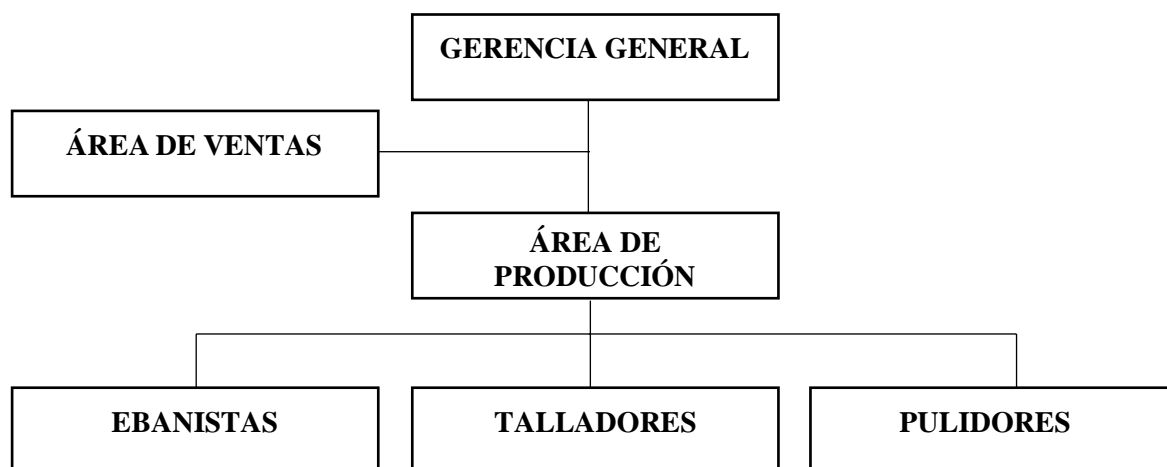 GERENCIA GENERAL
ÁREA DE VENTAS
ÁREA DE
PRODUCCIÓN
EBANISTAS
TALLADORES
PULIDORES